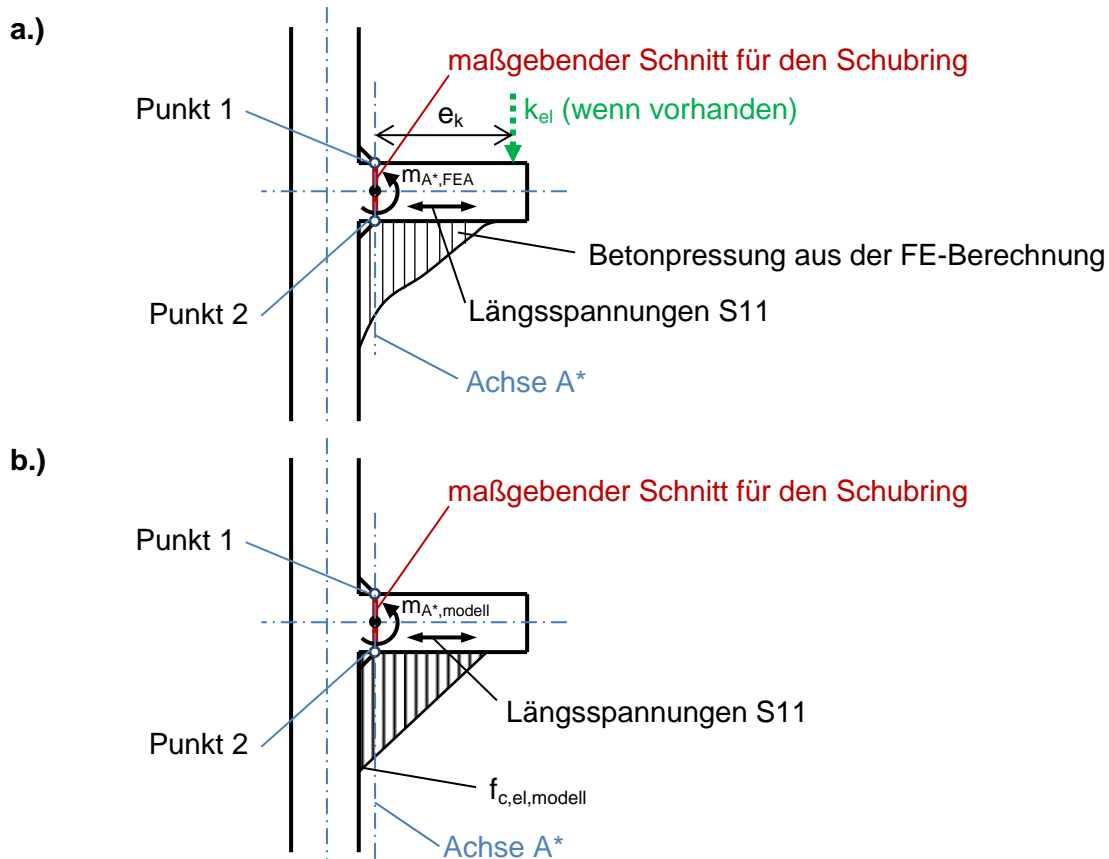 a.)
maßgebender Schnitt für den Schubring
Punkt 1
e_k
k_el (wenn vorhanden)
m_A*,FEA
Betonpressung aus der FE-Berechnung
Punkt 2
Längsspannungen S11
Achse A*
b.)
maßgebender Schnitt für den Schubring
Punkt 1
m_A*,modell
Längsspannungen S11
Punkt 2
f_c,el,modell
Achse A*